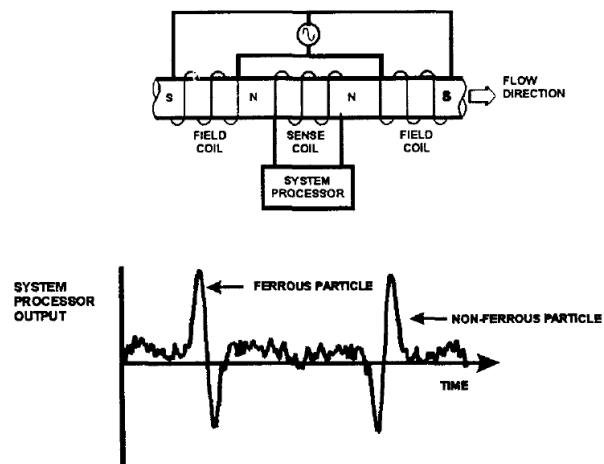 FLOW
DIRECTION
S N N S
FIELD
COIL
SENSE
COIL
FIELD
COIL
SYSTEM
PROCESSOR
SYSTEM
PROCESSOR
OUTPUT
FERROUS PARTICLE
NON-FERROUS PARTICLE
TIME